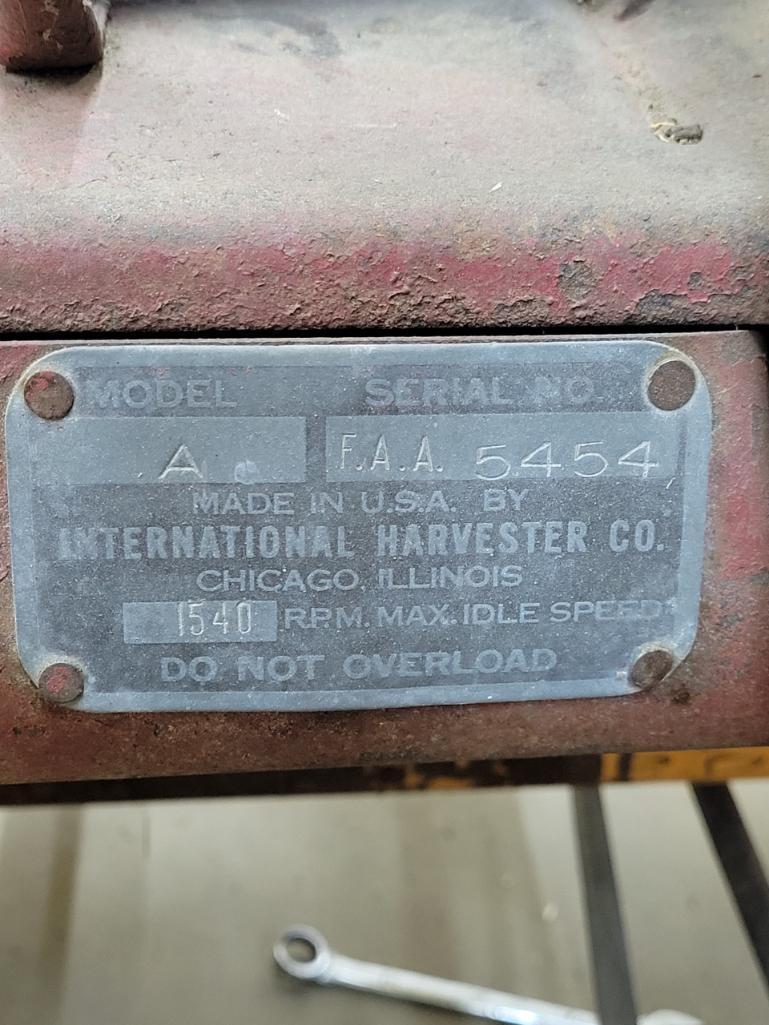 MODEL SERIAL NO.
A F.A.A. 5454
MADE IN U.S.A. BY
INTERNATIONAL HARVESTER CO.
CHICAGO, ILLINOIS
1540 R.P.M. MAX. IDLE SPEED
DO NOT OVERLOAD